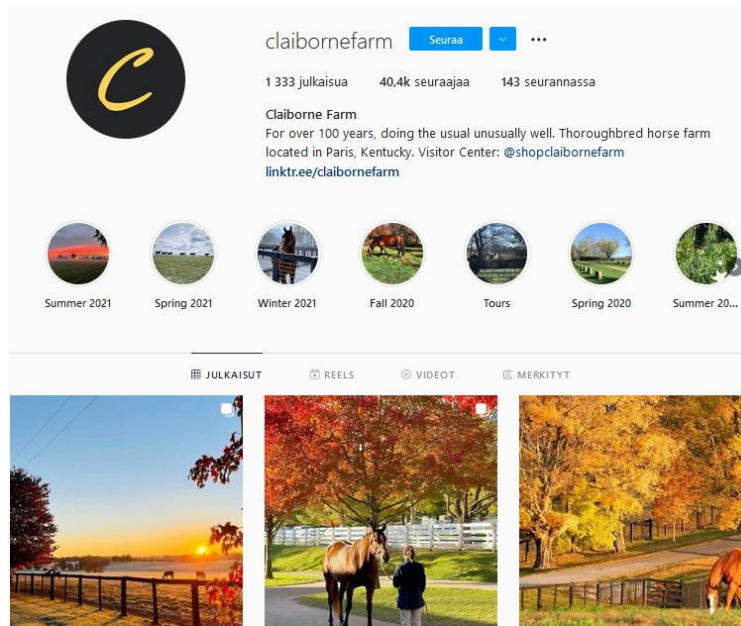 C
claibornefarm Seuraa
1 333 julkaisua 40,4k seuraajaa 143 seurannassa
Claiborne Farm
For over 100 years, doing the usual unusually well. Thoroughbred horse farm
located in Paris, Kentucky. Visitor Center: @shopclaibornefarm
linktr.ee/claibornefarm
Summer 2021 Spring 2021 Winter 2021 Fall 2020 Tours Spring 2020 Summer 20...
JULKAISUT REELS VIDEOT MERKITYT